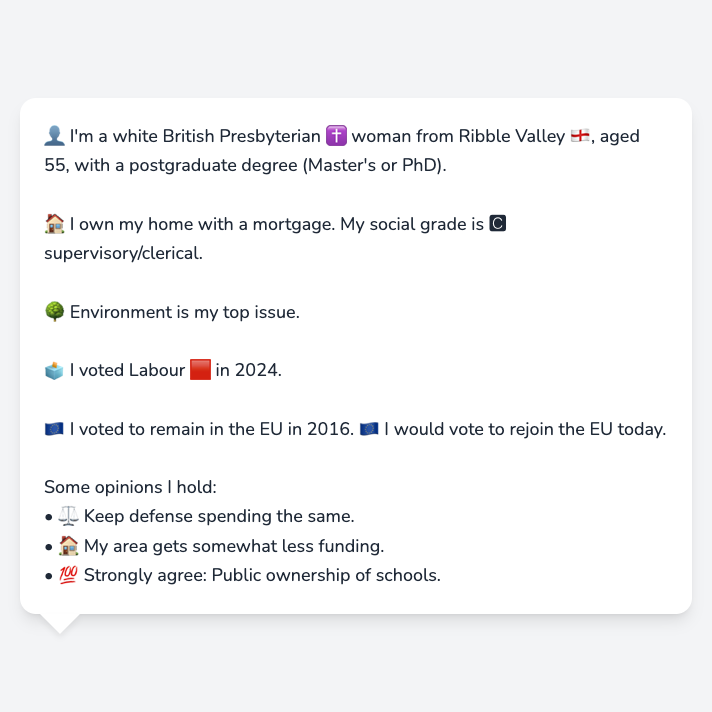 👤 I'm a white British Presbyterian ✝️ woman from Ribble Valley 🏴󠁧󠁢󠁥󠁮󠁧󠁿, aged
55, with a postgraduate degree (Master's or PhD).
🏠 I own my home with a mortgage. My social grade is 🅲
supervisory/clerical.
🌳 Environment is my top issue.
🗳️ I voted Labour 🟥 in 2024.
🇪🇺 I voted to remain in the EU in 2016. 🇪🇺 I would vote to rejoin the EU today.
Some opinions I hold:
• ⚖️ Keep defense spending the same.
• 🏠 My area gets somewhat less funding.
• 💯 Strongly agree: Public ownership of schools.